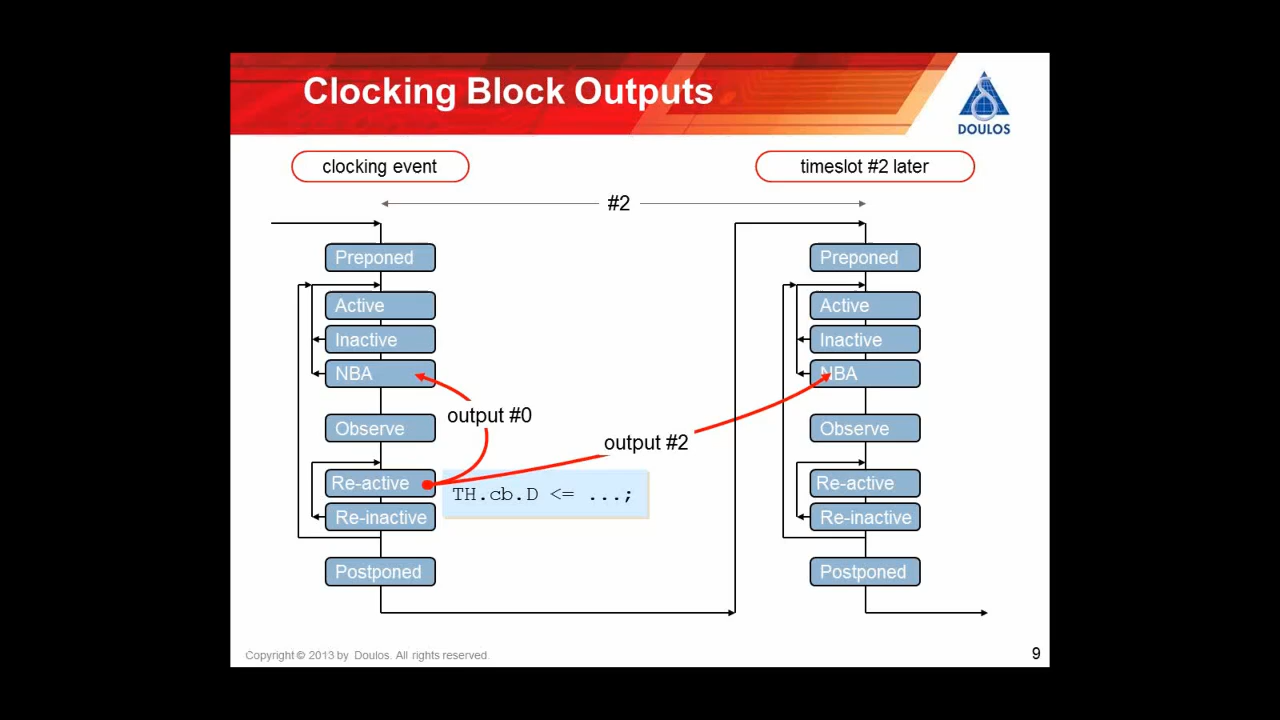 Clocking Block Outputs
DOULOS
clocking event
timeslot #2 later
#2
Preponed
Active
Inactive
NBA
Observe
Re-active
Re-inactive
Postponed
output #0
output #2
TH.cb.D <= ...;
Preponed
Active
Inactive
NBA
Observe
Re-active
Re-inactive
Postponed
Copyright © 2013 by Doulos. All rights reserved.
9